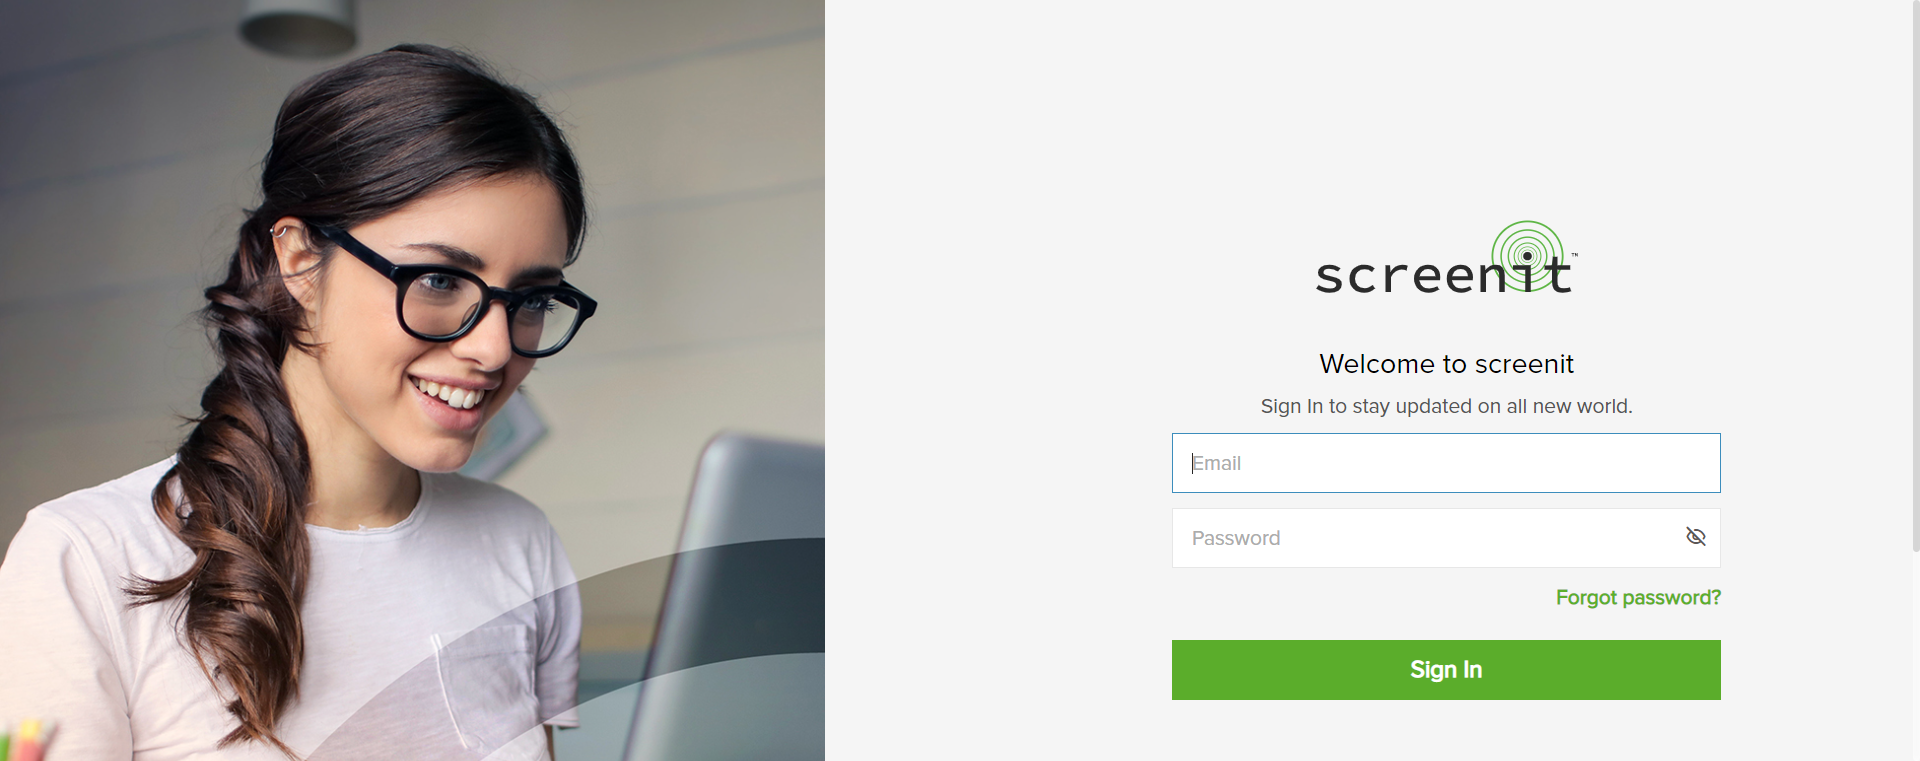 screenit™
Welcome to screenit
Sign In to stay updated on all new world.
Email
Password
Forgot password?
Sign In